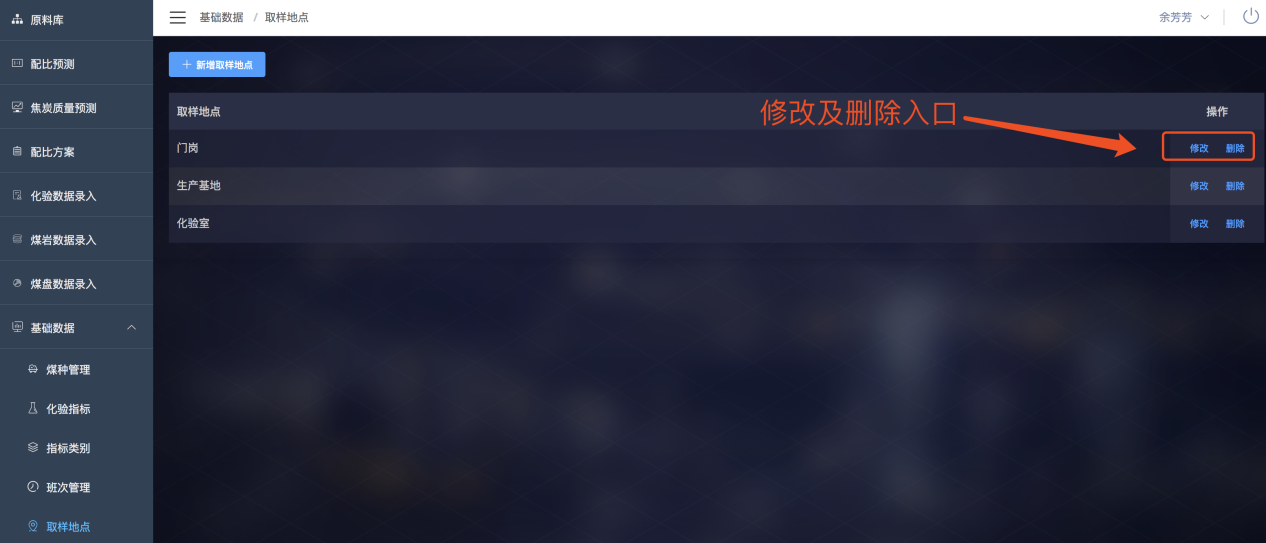 原料库
配比预测
焦炭质量预测
配比方案
化验数据录入
煤岩数据录入
煤盘数据录入
基础数据
煤种管理
化验指标
指标类别
班次管理
取样地点
基础数据 / 取样地点
余芳芳
+ 新增取样地点
取样地点 操作
修改及删除入口
门岗 修改 删除
生产基地 修改 删除
化验室 修改 删除